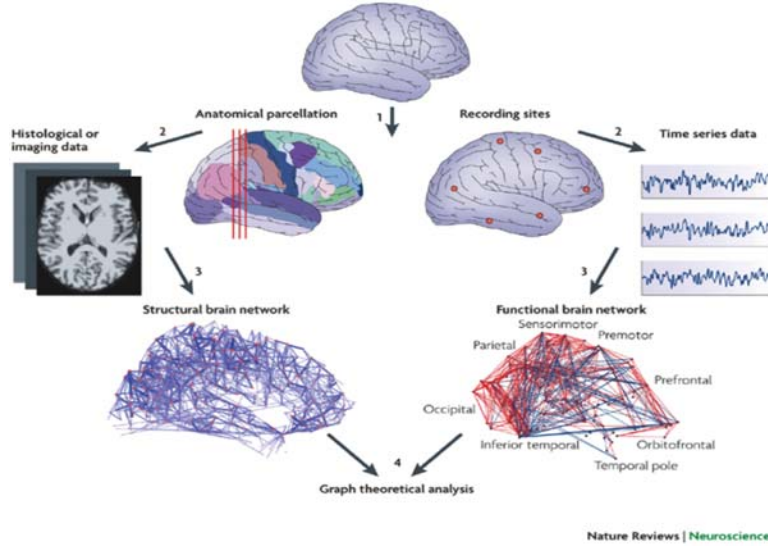 Anatomical parcellation
1
Recording sites
Histological or
imaging data
2
2
Time series data
3
3
Structural brain network
Functional brain network
Sensorimotor
Premotor
Parietal
Prefrontal
Occipital
Inferior temporal
Orbitofrontal
Temporal pole
4
Graph theoretical analysis
Nature Reviews | Neuroscience